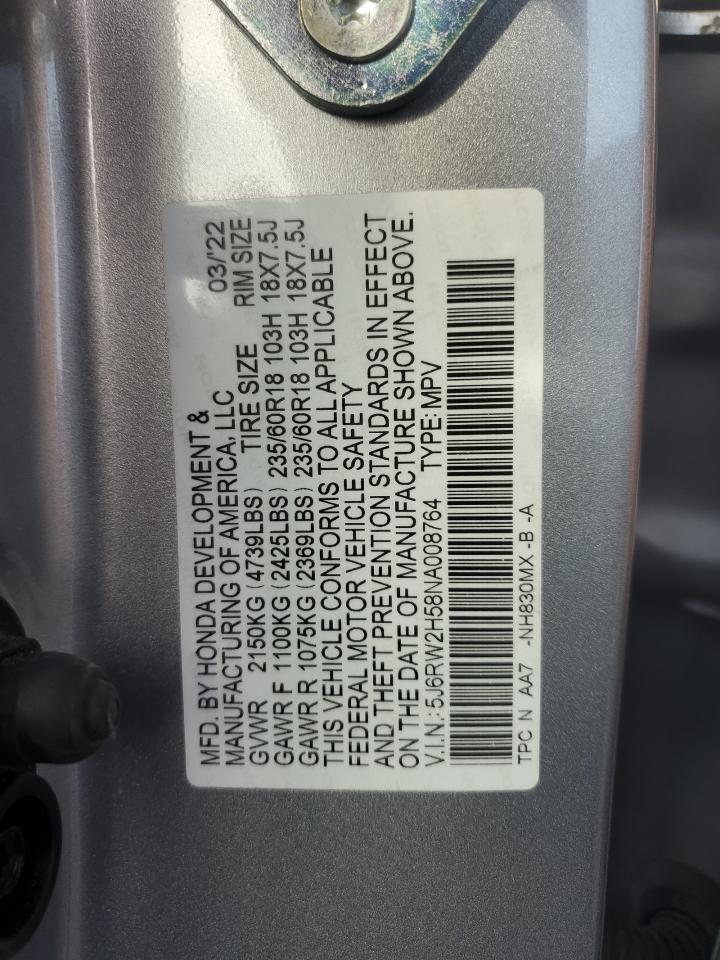 MFD. BY HONDA DEVELOPMENT &
MANUFACTURING OF AMERICA, LLC 03/'22
GVWR 2150KG (4739LBS) TIRE SIZE RIM SIZE
GAWR F 1100KG (2425LBS) 235/60R18 103H 18X7.5J
GAWR R 1075KG (2369LBS) 235/60R18 103H 18X7.5J
THIS VEHICLE CONFORMS TO ALL APPLICABLE
FEDERAL MOTOR VEHICLE SAFETY
AND THEFT PREVENTION STANDARDS IN EFFECT
ON THE DATE OF MANUFACTURE SHOWN ABOVE.
V.I.N.: 5J6RW2H58NA008764 TYPE: MPV
TPC N AA7 -NH830MX -B -A